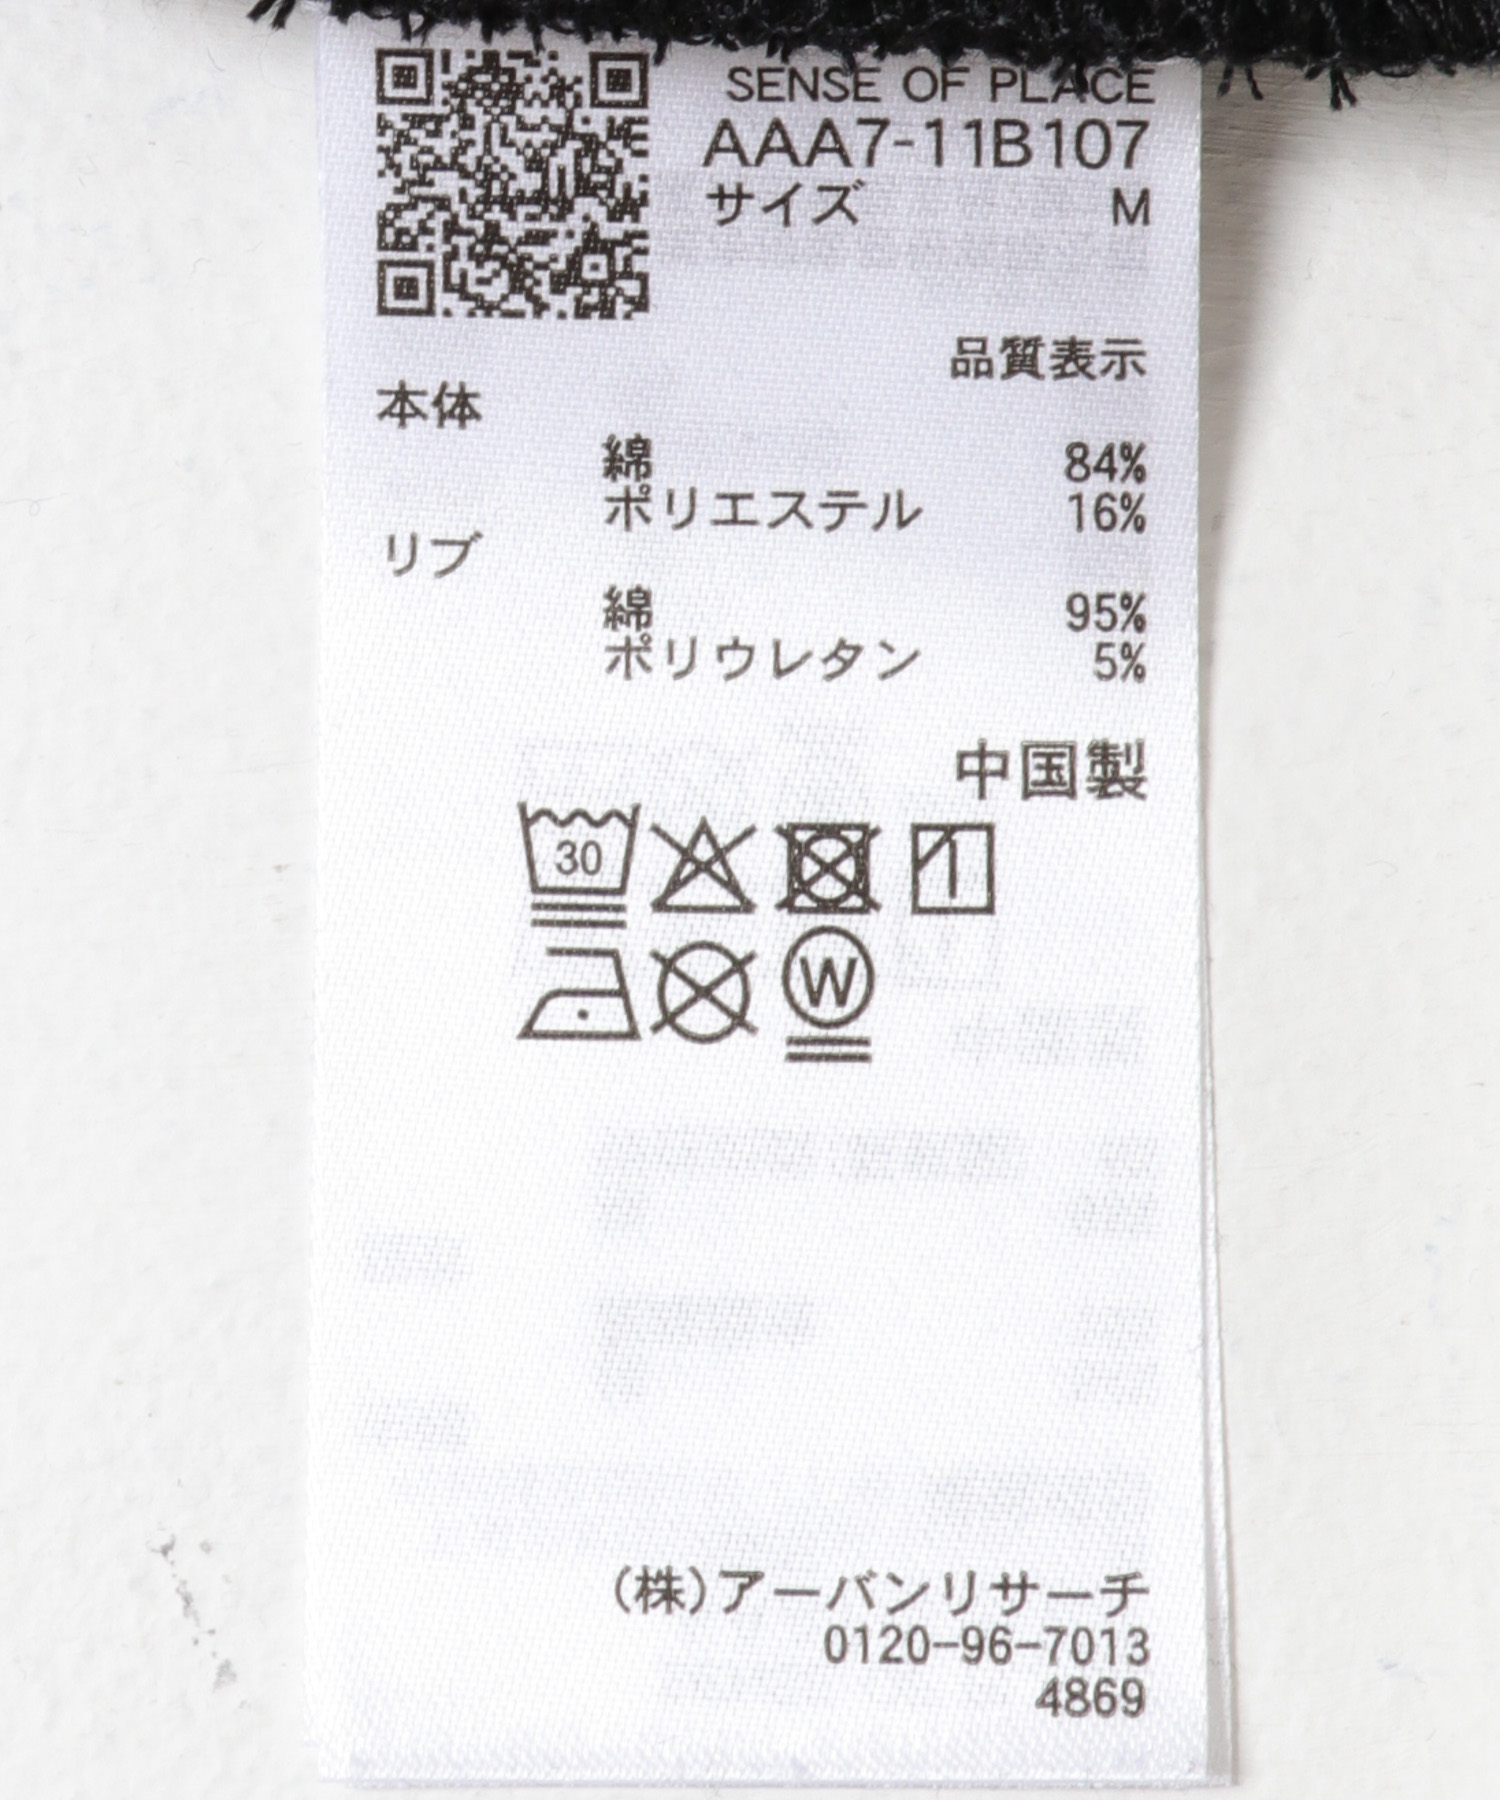 SENSE OF PLACE
AAA7-11B107
サイズ M
品質表示
本体
綿 84%
ポリエステル 16%
リブ
綿 95%
ポリウレタン 5%
中国製
30
W
(株)アーバンリサーチ
0120-96-7013
4869